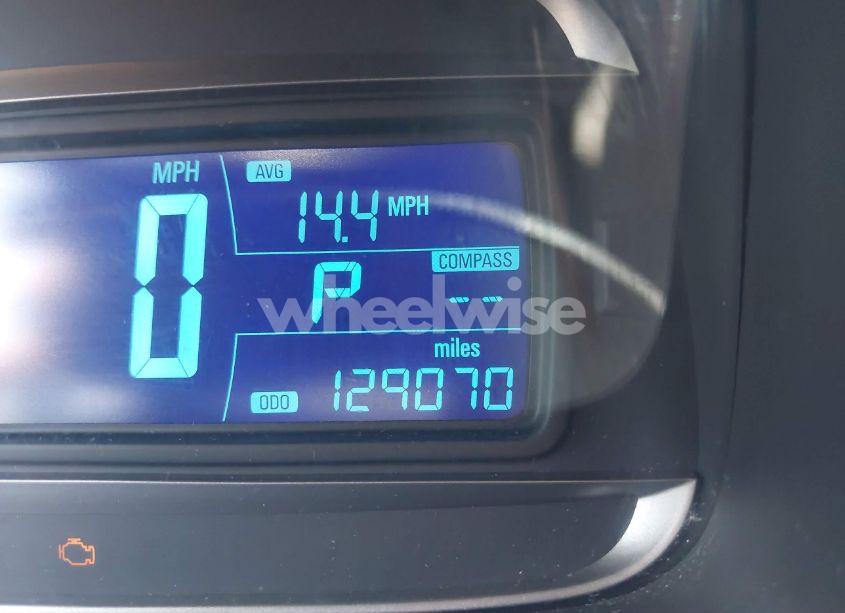 MPH
0
AVG
14.4 MPH
P
COMPASS
--
wheelwise
miles
ODO 129070